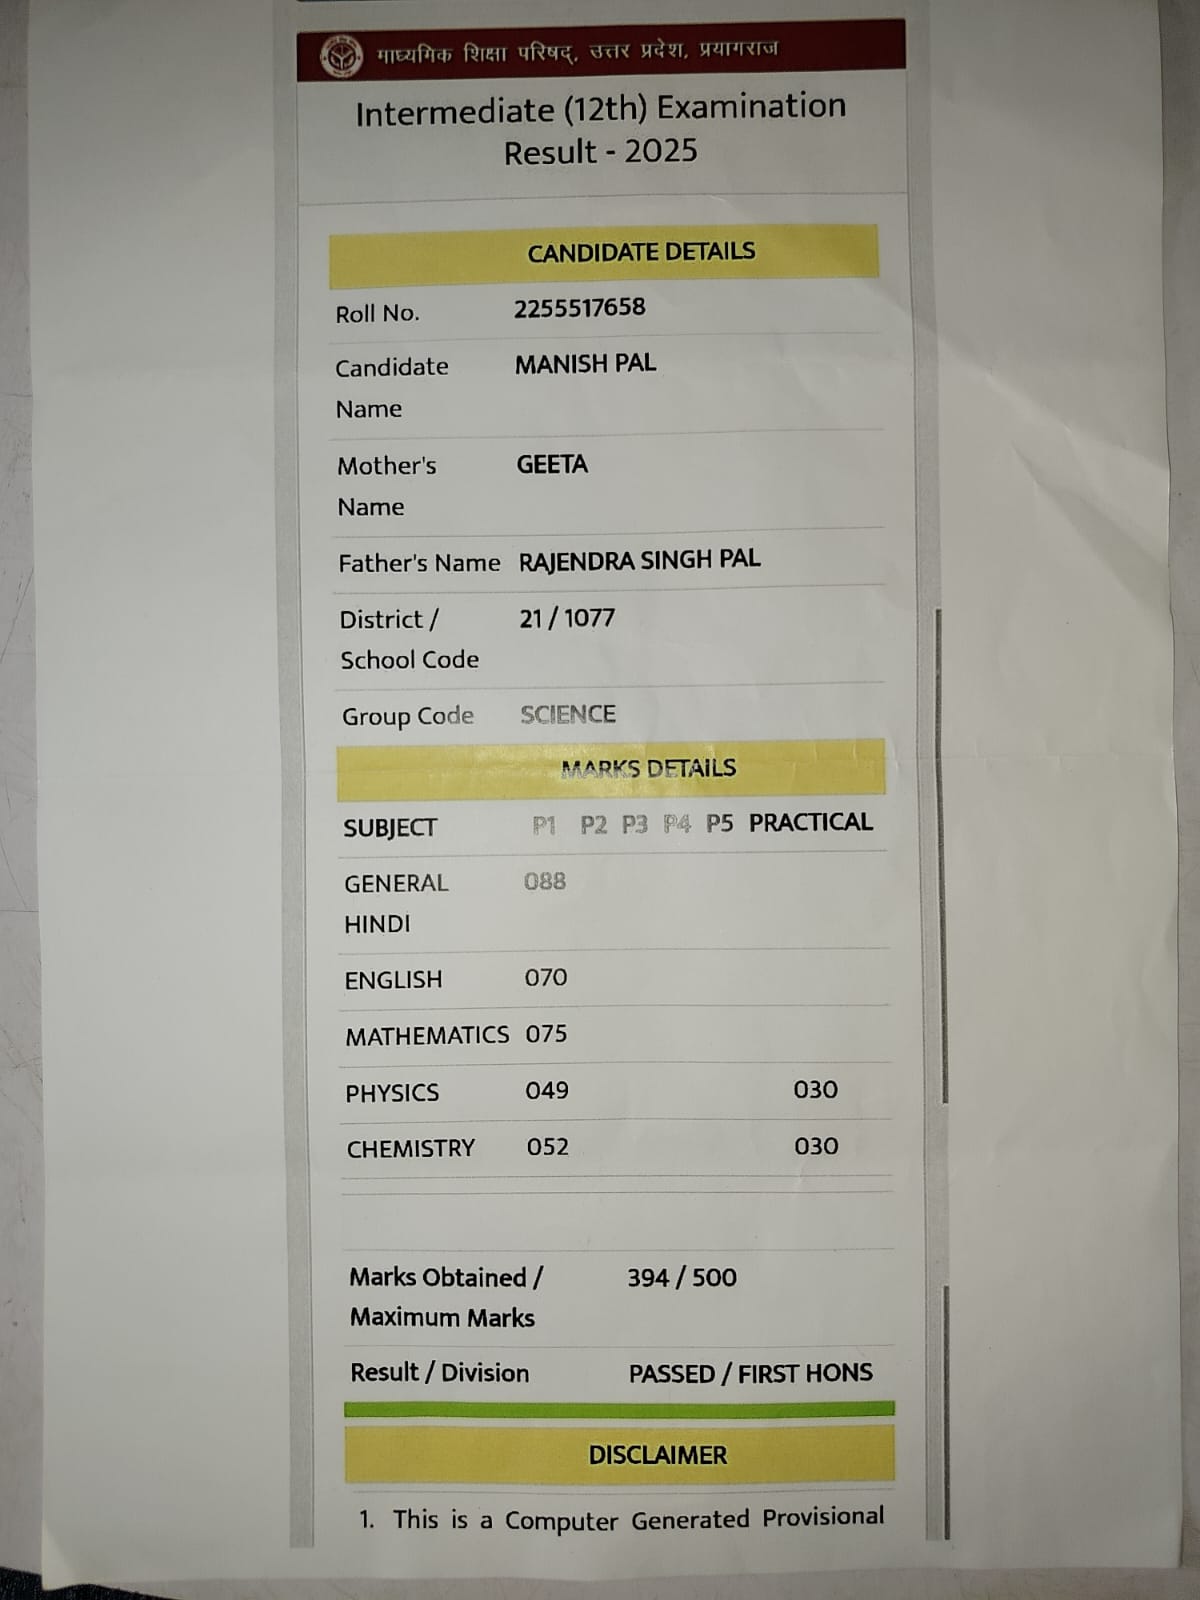 माध्यमिक शिक्षा परिषद्, उत्तर प्रदेश, प्रयागराज
Intermediate (12th) Examination
Result - 2025
CANDIDATE DETAILS
Roll No. 2255517658
Candidate MANISH PAL
Name
Mother's GEETA
Name
Father's Name RAJENDRA SINGH PAL
District / 21 / 1077
School Code
Group Code SCIENCE
MARKS DETAILS
SUBJECT P1 P2 P3 P4 P5 PRACTICAL
GENERAL 088
HINDI
ENGLISH 070
MATHEMATICS 075
PHYSICS 049 030
CHEMISTRY 052 030
Marks Obtained / 394 / 500
Maximum Marks
Result / Division PASSED / FIRST HONS
DISCLAIMER
1. This is a Computer Generated Provisional